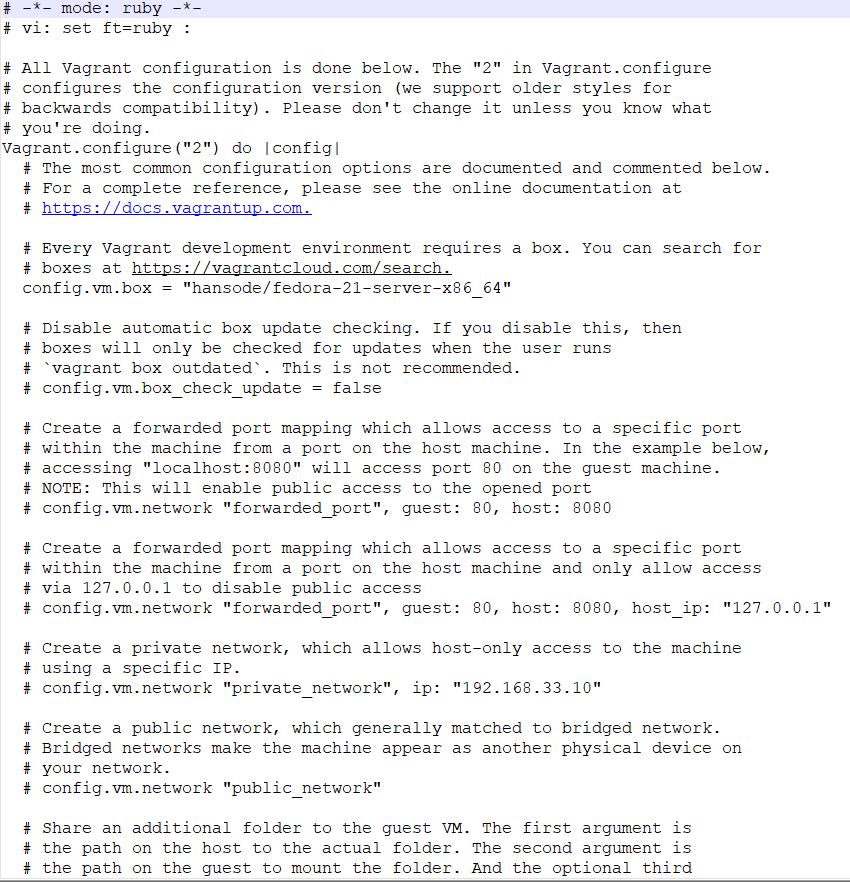 # -*- mode: ruby -*-
# vi: set ft=ruby :
# All Vagrant configuration is done below. The "2" in Vagrant.configure
# configures the configuration version (we support older styles for
# backwards compatibility). Please don't change it unless you know what
# you're doing.
Vagrant.configure("2") do |config|
# The most common configuration options are documented and commented below.
# For a complete reference, please see the online documentation at
# https://docs.vagrantup.com.
# Every Vagrant development environment requires a box. You can search for
# boxes at https://vagrantcloud.com/search.
config.vm.box = "hansode/fedora-21-server-x86_64"
# Disable automatic box update checking. If you disable this, then
# boxes will only be checked for updates when the user runs
# `vagrant box outdated`. This is not recommended.
# config.vm.box_check_update = false
# Create a forwarded port mapping which allows access to a specific port
# within the machine from a port on the host machine. In the example below,
# accessing "localhost:8080" will access port 80 on the guest machine.
# NOTE: This will enable public access to the opened port
# config.vm.network "forwarded_port", guest: 80, host: 8080
# Create a forwarded port mapping which allows access to a specific port
# within the machine from a port on the host machine and only allow access
# via 127.0.0.1 to disable public access
# config.vm.network "forwarded_port", guest: 80, host: 8080, host_ip: "127.0.0.1"
# Create a private network, which allows host-only access to the machine
# using a specific IP.
# config.vm.network "private_network", ip: "192.168.33.10"
# Create a public network, which generally matched to bridged network.
# Bridged networks make the machine appear as another physical device on
# your network.
# config.vm.network "public_network"
# Share an additional folder to the guest VM. The first argument is
# the path on the host to the actual folder. The second argument is
# the path on the guest to mount the folder. And the optional third